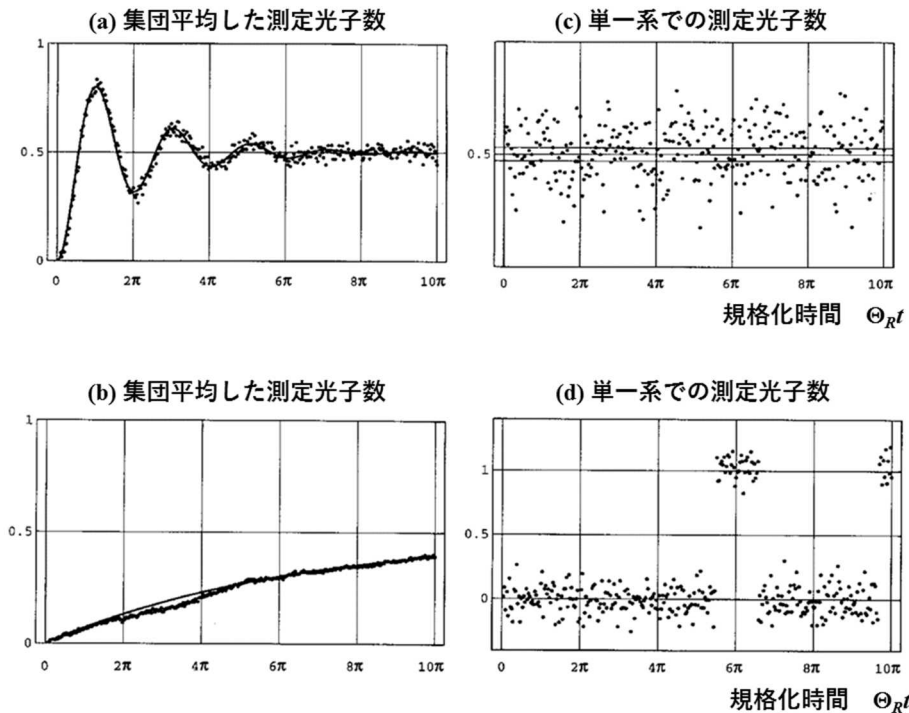 (a) 集団平均した測定光子数
1
0.5
0
0 2π 4π 6π 8π 10π
(c) 単一系での測定光子数
0.5
0 2π 4π 6π 8π 10π
規格化時間 Θ_R t
(b) 集団平均した測定光子数
1
0.5
0
0 2π 4π 6π 8π 10π
(d) 単一系での測定光子数
1
0.5
0
0 2π 4π 6π 8π 10π
規格化時間 Θ_R t